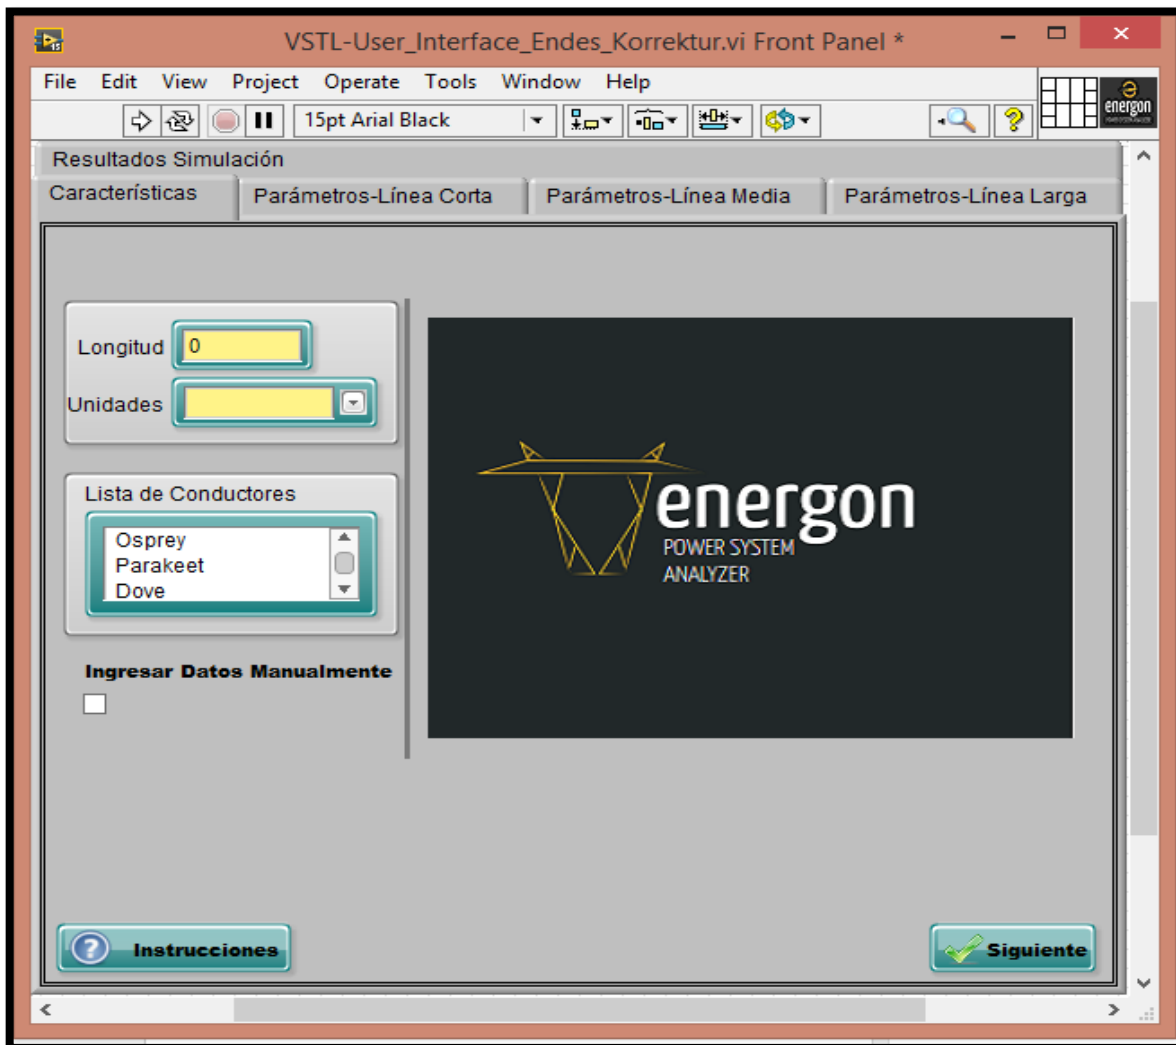 VSTL-User_Interface_Endes_Korrektur.vi Front Panel *
File Edit View Project Operate Tools Window Help
15pt Arial Black
energon
Resultados Simulación
Características Parámetros-Línea Corta Parámetros-Línea Media Parámetros-Línea Larga
Longitud 0
Unidades
Lista de Conductores
Osprey
Parakeet
Dove
Ingresar Datos Manualmente
energon
POWER SYSTEM
ANALYZER
Instrucciones
Siguiente